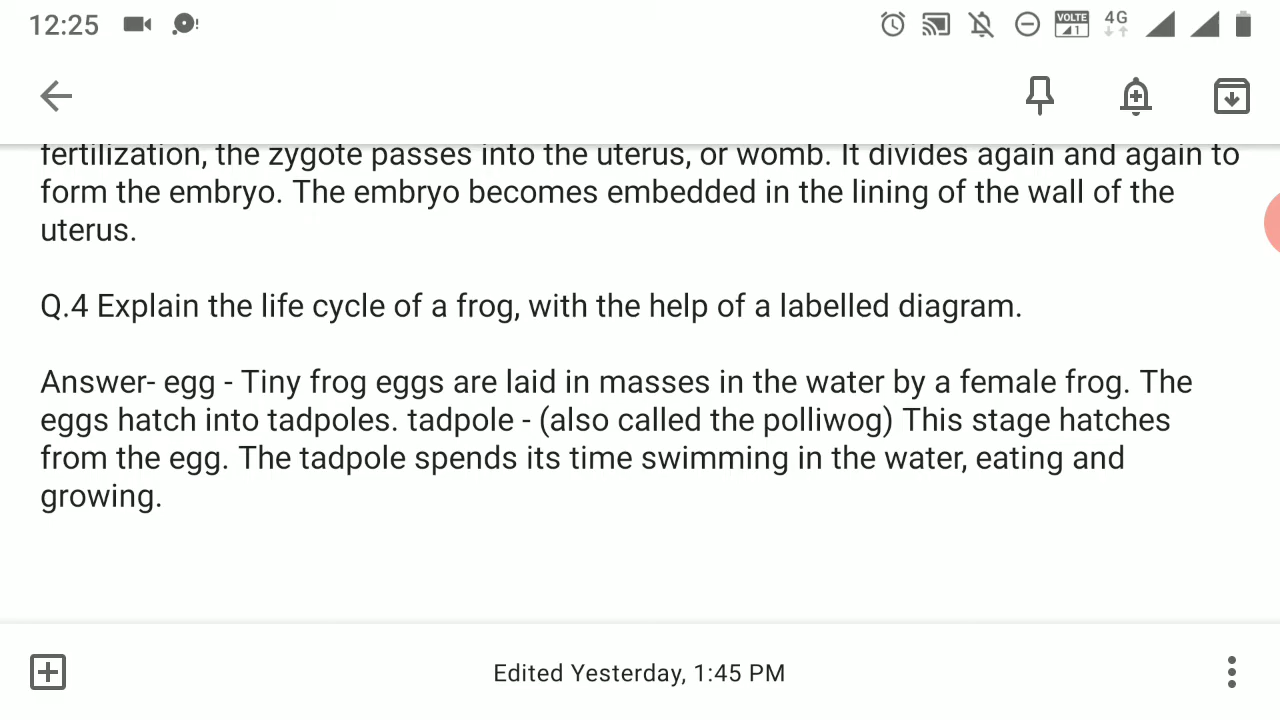 12:25
VOLTE 4G
1
fertilization, the zygote passes into the uterus, or womb. It divides again and again to
form the embryo. The embryo becomes embedded in the lining of the wall of the
uterus.
Q.4 Explain the life cycle of a frog, with the help of a labelled diagram.
Answer- egg - Tiny frog eggs are laid in masses in the water by a female frog. The
eggs hatch into tadpoles. tadpole - (also called the polliwog) This stage hatches
from the egg. The tadpole spends its time swimming in the water, eating and
growing.
Edited Yesterday, 1:45 PM